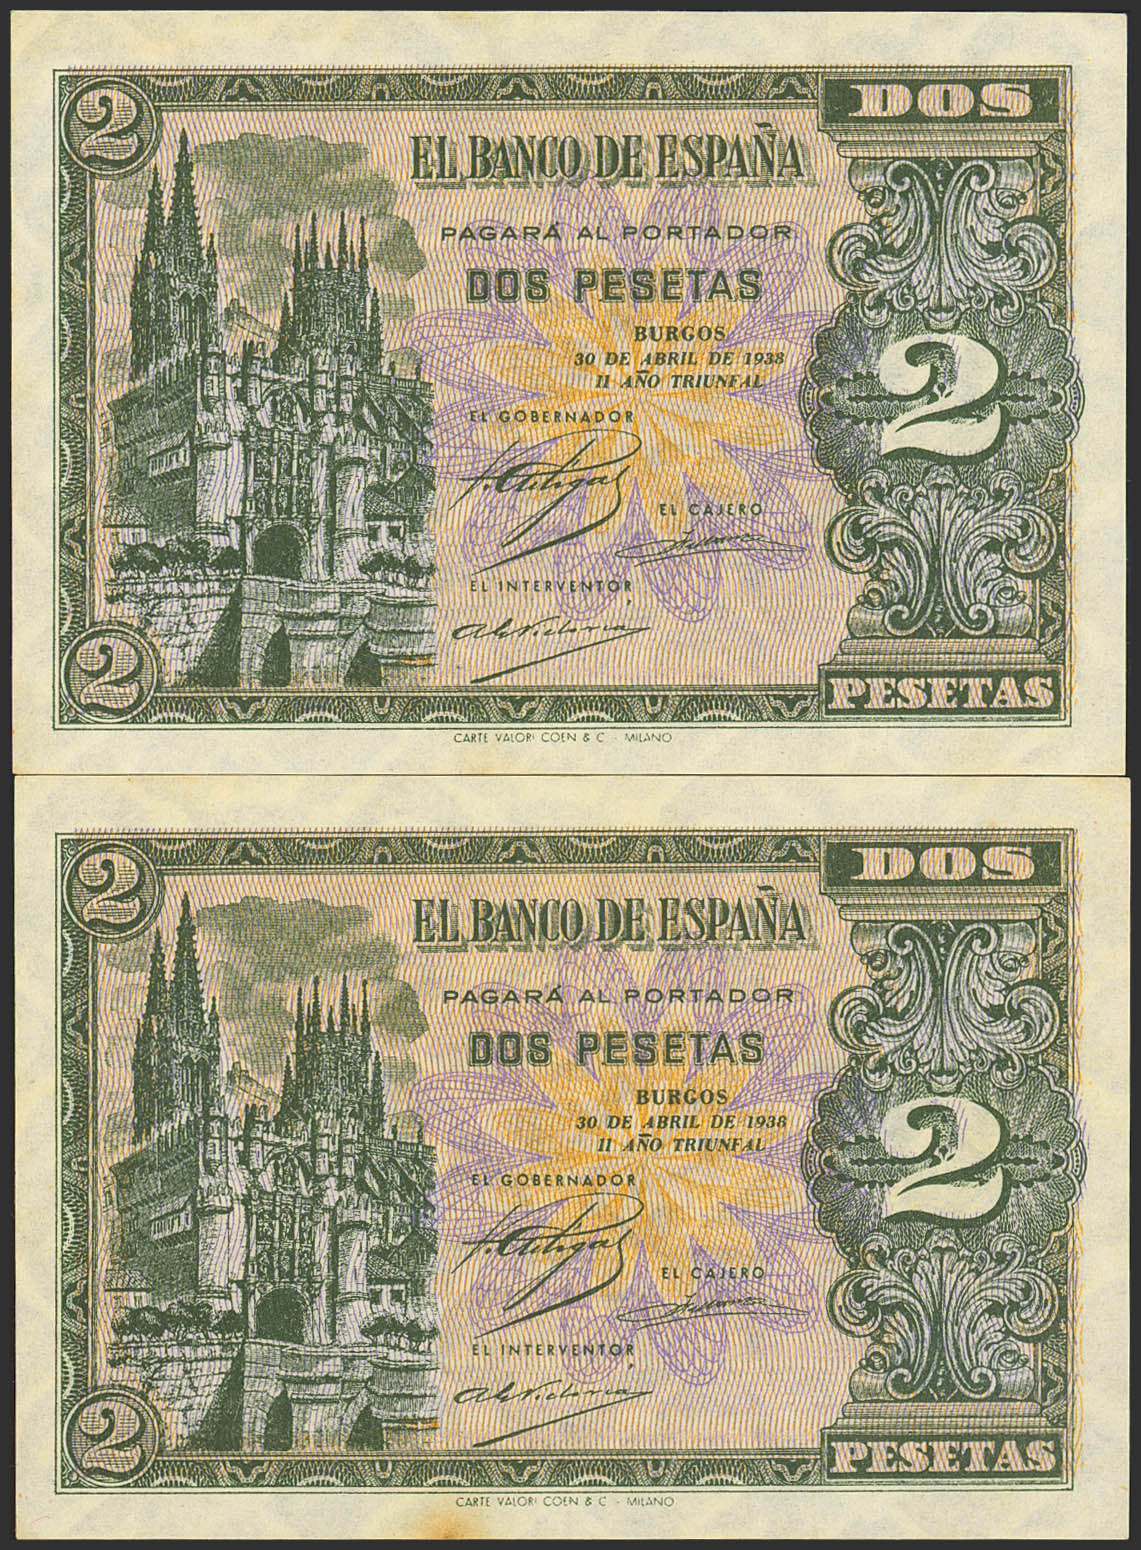 2
DOS
EL BANCO DE ESPAÑA
PAGARÁ AL PORTADOR
DOS PESETAS
BURGOS
30 DE ABRIL DE 1938
II AÑO TRIUNFAL
2
EL GOBERNADOR
EL CAJERO
EL INTERVENTOR,
2
PESETAS
CARTE VALORI COEN & C - MILANO
2
DOS
EL BANCO DE ESPAÑA
PAGARÁ AL PORTADOR
DOS PESETAS
BURGOS
30 DE ABRIL DE 1938
II AÑO TRIUNFAL
2
EL GOBERNADOR
EL CAJERO
EL INTERVENTOR,
2
PESETAS
CARTE VALORI COEN & C - MILANO